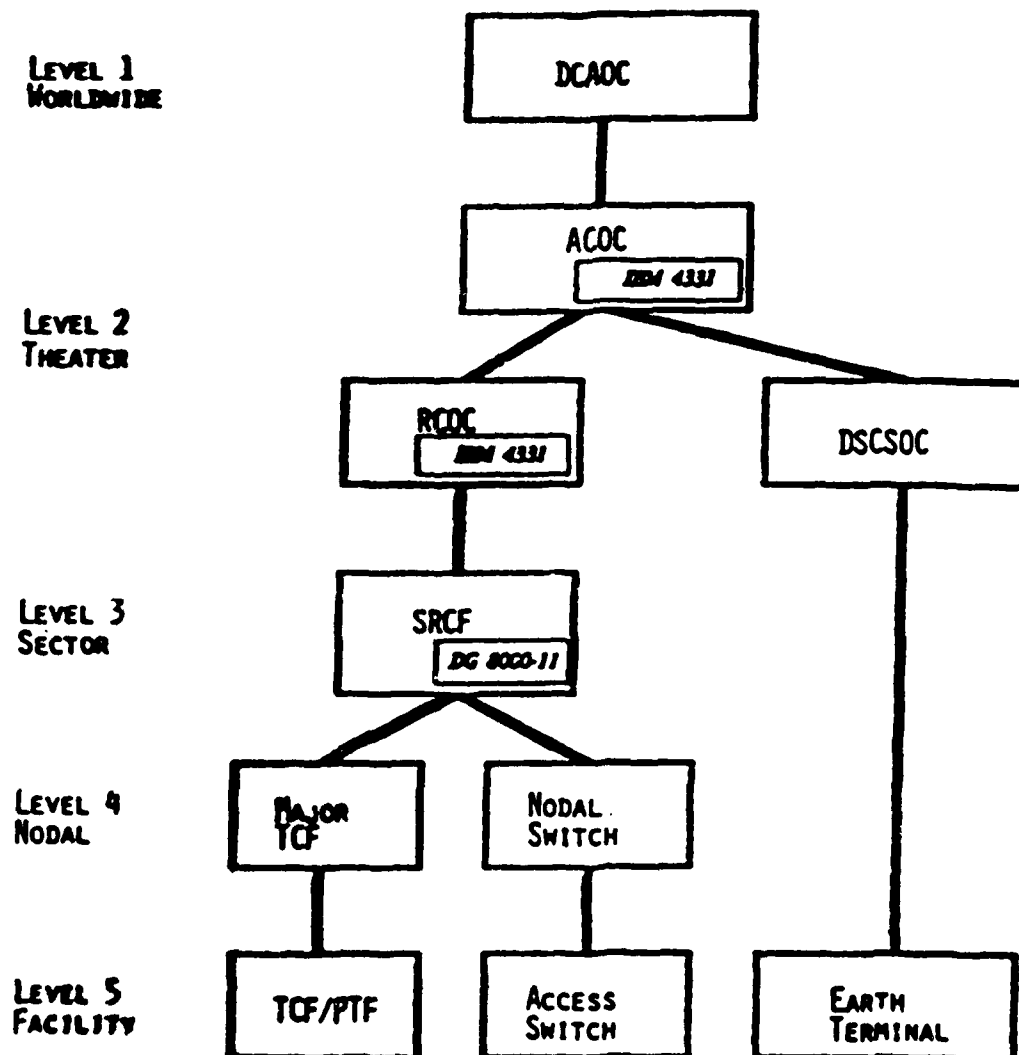 LEVEL 1
WORLDWIDE
DCAOC
ACOC
IBM 4331
LEVEL 2
THEATER
RCOC
IBM 4331
DSCSOC
LEVEL 3
SECTOR
SRCF
DG 8000-11
LEVEL 4
NODAL
MAJOR
TCF
NODAL
SWITCH
LEVEL 5
FACILITY
TCF/PTF
ACCESS
SWITCH
EARTH
TERMINAL